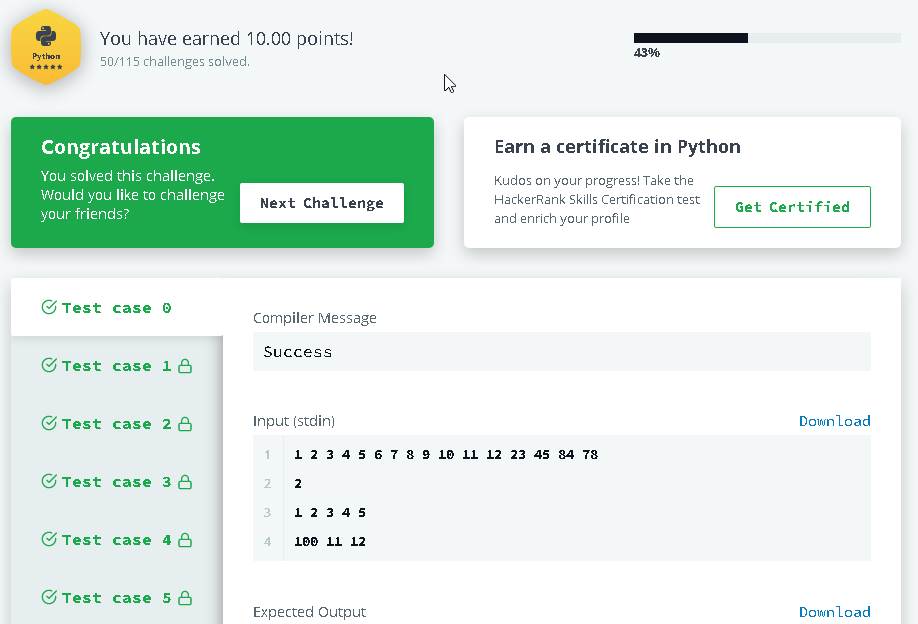 Python
★★★★★
You have earned 10.00 points!
50/115 challenges solved.
43%
Congratulations
You solved this challenge.
Would you like to challenge
your friends?
Next Challenge
Earn a certificate in Python
Kudos on your progress! Take the
HackerRank Skills Certification test
and enrich your profile
Get Certified
Test case 0
Test case 1
Test case 2
Test case 3
Test case 4
Test case 5
Compiler Message
Success
Input (stdin)
Download
1 1 2 3 4 5 6 7 8 9 10 11 12 23 45 84 78
2 2
3 1 2 3 4 5
4 100 11 12
Expected Output
Download